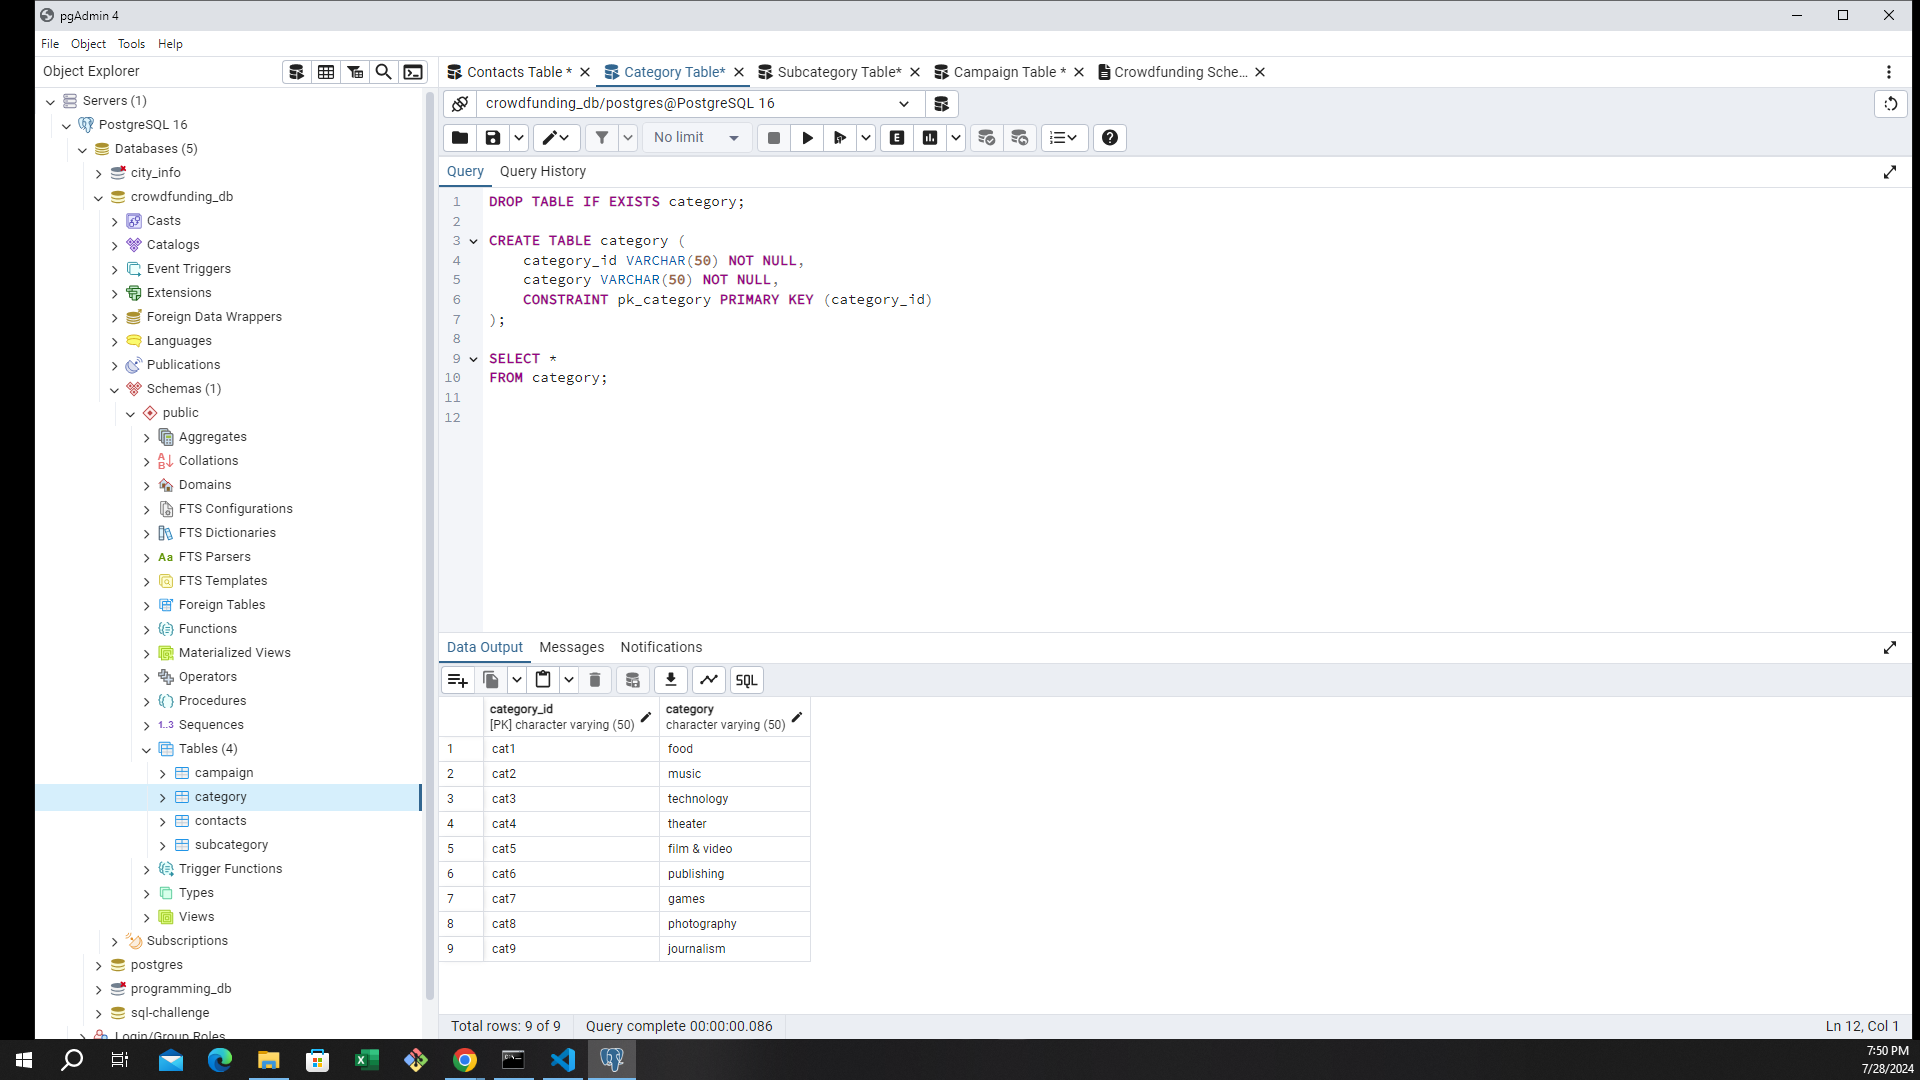 pgAdmin 4
File Object Tools Help
Object Explorer
Contacts Table *
Category Table*
Subcategory Table*
Campaign Table *
Crowdfunding Sche...
Servers (1)
PostgreSQL 16
Databases (5)
city_info
crowdfunding_db
Casts
Catalogs
Event Triggers
Extensions
Foreign Data Wrappers
Languages
Publications
Schemas (1)
public
Aggregates
Collations
Domains
FTS Configurations
FTS Dictionaries
Aa FTS Parsers
FTS Templates
Foreign Tables
Functions
Materialized Views
Operators
Procedures
1..3 Sequences
Tables (4)
campaign
category
contacts
subcategory
Trigger Functions
Types
Views
Subscriptions
postgres
programming_db
sql-challenge
Login/Group Roles
crowdfunding_db/postgres@PostgreSQL 16
No limit
E
Query Query History
1 DROP TABLE IF EXISTS category;
2
3 CREATE TABLE category (
4 category_id VARCHAR(50) NOT NULL,
5 category VARCHAR(50) NOT NULL,
6 CONSTRAINT pk_category PRIMARY KEY (category_id)
7 );
8
9 SELECT *
10 FROM category;
11
12
Data Output Messages Notifications
SQL
category_id
[PK] character varying (50)
category
character varying (50)
1 cat1 food
2 cat2 music
3 cat3 technology
4 cat4 theater
5 cat5 film & video
6 cat6 publishing
7 cat7 games
8 cat8 photography
9 cat9 journalism
Total rows: 9 of 9 Query complete 00:00:00.086
Ln 12, Col 1
7:50 PM
7/28/2024